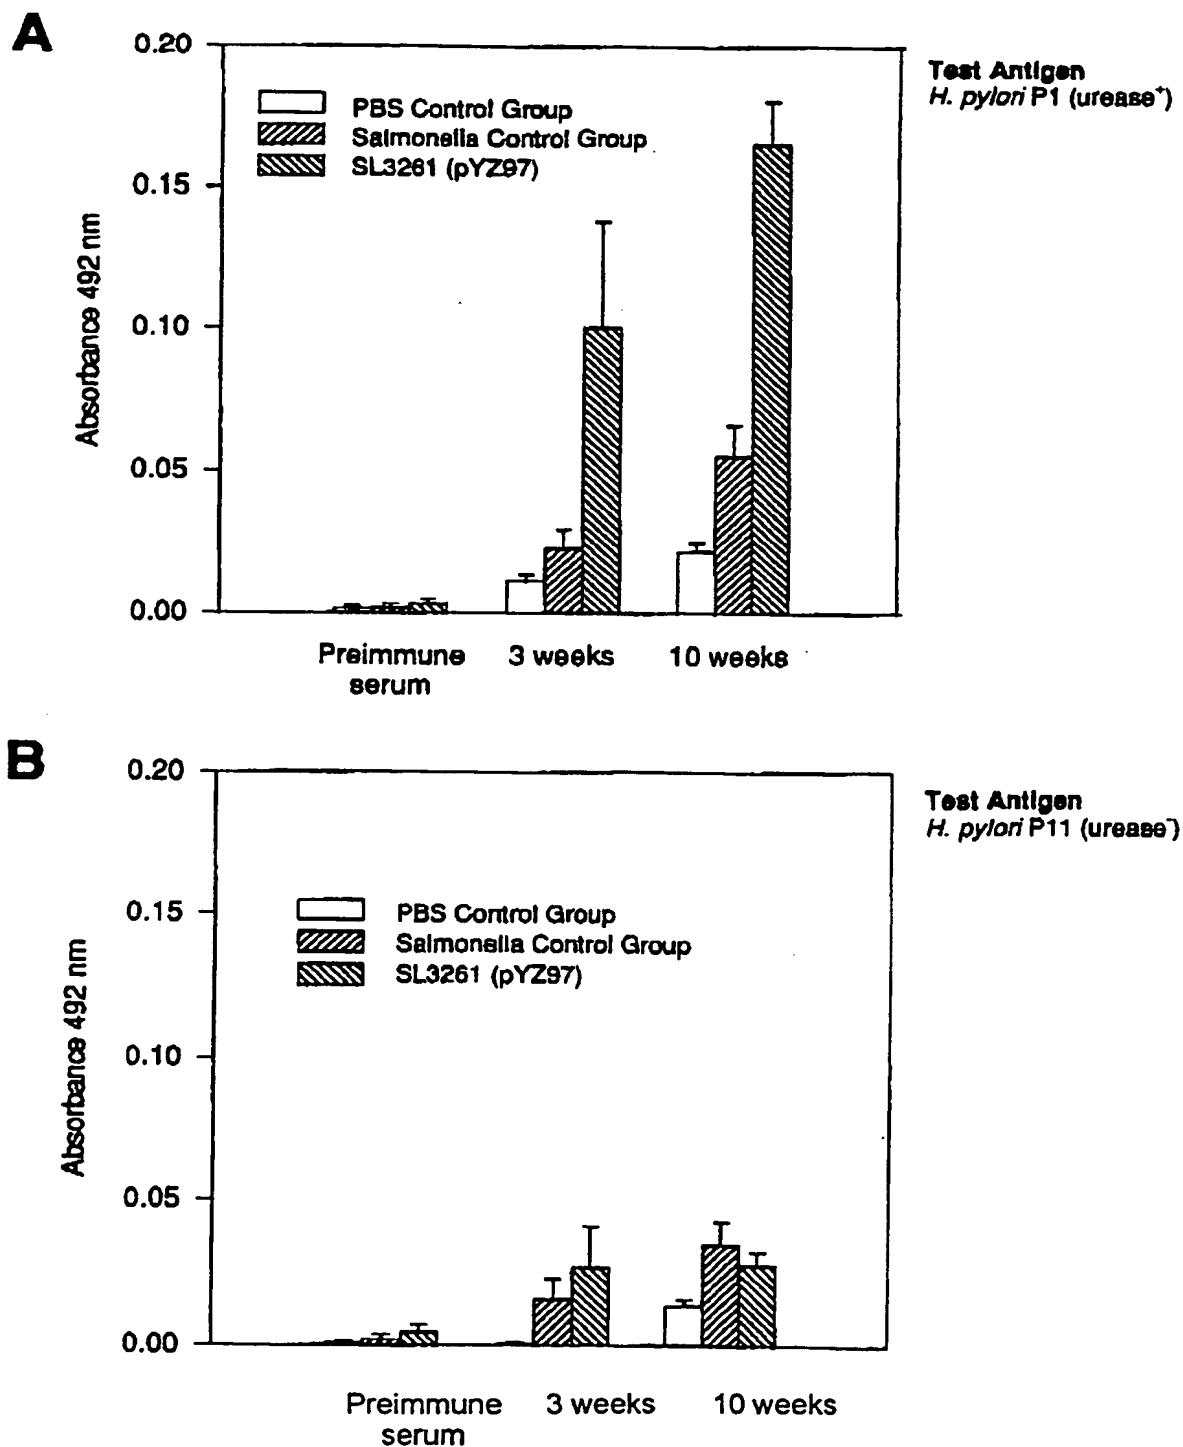 A
0.20
0.15
0.10
0.05
0.00
Absorbance 492 nm
PBS Control Group
Salmonella Control Group
SL3261 (pYZ97)
Test Antigen
H. pylori P1 (urease⁺)
Preimmune
serum
3 weeks
10 weeks
B
0.20
0.15
0.10
0.05
0.00
Absorbance 492 nm
PBS Control Group
Salmonella Control Group
SL3261 (pYZ97)
Test Antigen
H. pylori P11 (urease⁻)
Preimmune
serum
3 weeks
10 weeks